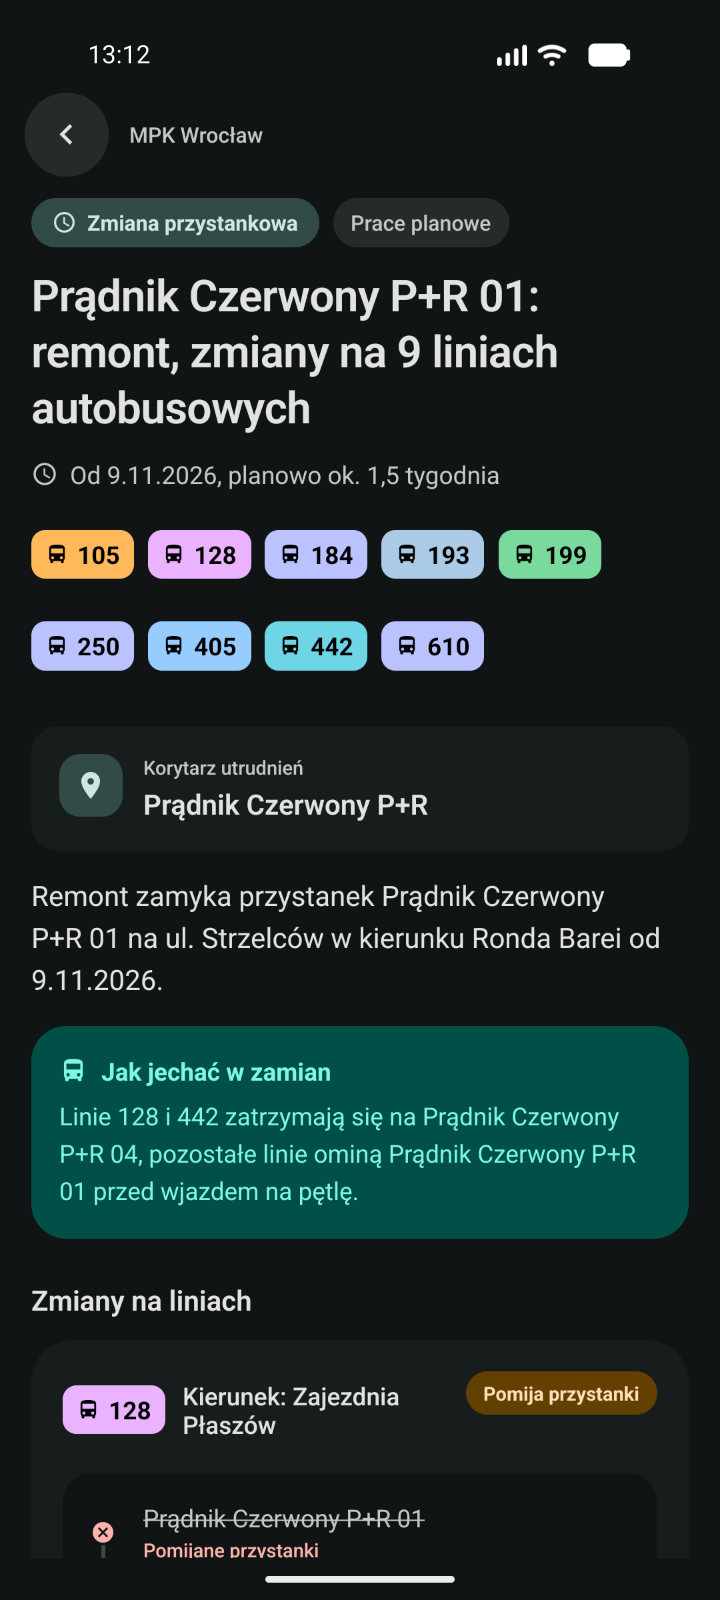 13:12
MPK Wrocław
Zmiana przystankowa
Prace planowe
Prądnik Czerwony P+R 01:
remont, zmiany na 9 liniach
autobusowych
Od 9.11.2026, planowo ok. 1,5 tygodnia
105
128
184
193
199
250
405
442
610
Korytarz utrudnień
Prądnik Czerwony P+R
Remont zamyka przystanek Prądnik Czerwony
P+R 01 na ul. Strzelców w kierunku Ronda Barei od
9.11.2026.
Jak jechać w zamian
Linie 128 i 442 zatrzymają się na Prądnik Czerwony
P+R 04, pozostałe linie ominą Prądnik Czerwony P+R
01 przed wjazdem na pętlę.
Zmiany na liniach
128
Kierunek: Zajezdnia
Płaszów
Pomija przystanki
Prądnik Czerwony P+R 01
Pomijane przystanki